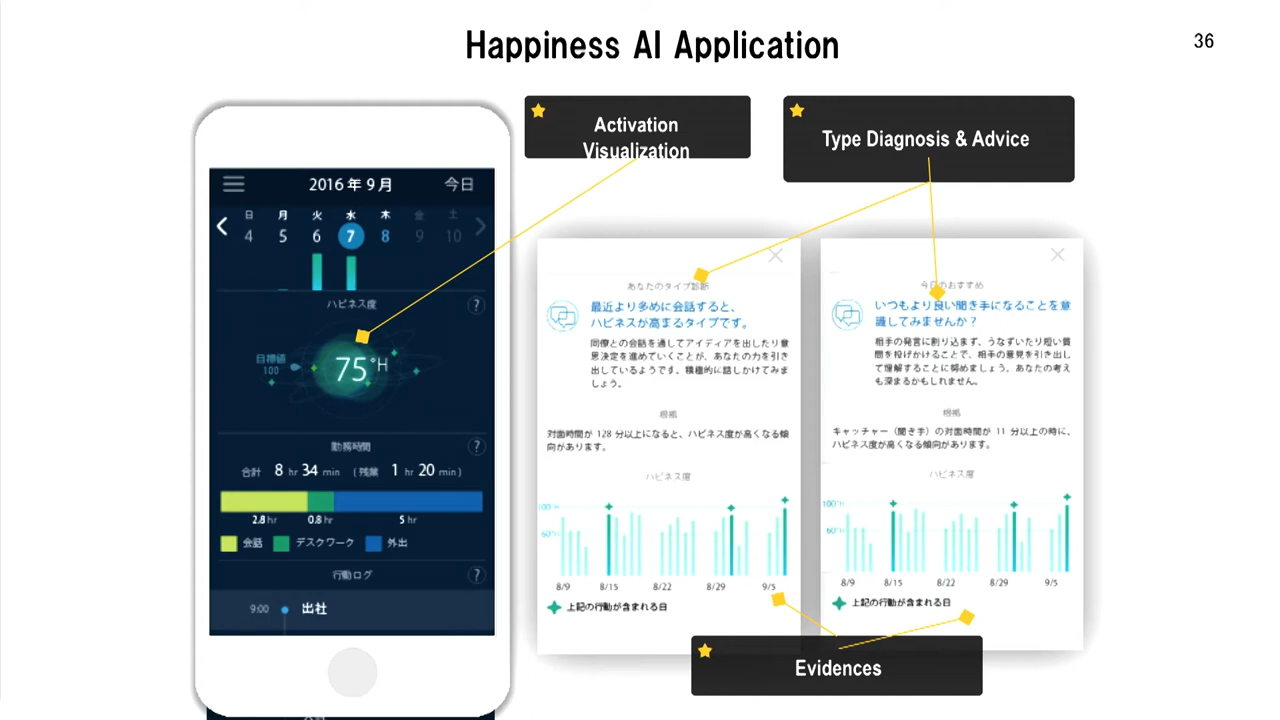 Happiness AI Application
36
Activation
Visualization
Type Diagnosis & Advice
2016 年 9 月
今日
日 月 火 水 木 金 土
4 5 6 7 8 9 10
ハピネス度
?
目標値
100
75°H
勤務時間
?
合計 8 hr 34 min (残業 1 hr 20 min)
2.8 hr 0.8 hr 5 hr
会話 デスクワーク 外出
行動ログ
?
9:00 出社
あなたのタイプ診断
最近より多めに会話すると、
ハピネスが高まるタイプです。
同僚との会話を通してアイディアを出したり意
思決定を進めていくことが、あなたの力を引き
出しているようです。積極的に話しかけてみま
しょう。
根拠
対面時間が 128 分以上になると、ハピネス度が高くなる傾
向があります。
ハピネス度
100°H
60°H
8/9 8/15 8/22 8/29 9/5
上記の行動が含まれる日
今日のおすすめ
いつもより良い聞き手になることを意
識してみませんか？
相手の発言に割り込まず、うなずいたり短い質
問を投げかけることで、相手の意見を引き出し
て理解することに努めましょう。あなたの考え
も深まるかもしれません。
根拠
キャッチャー（聞き手）の対面時間が 11 分以上の時に、
ハピネス度が高くなる傾向があります。
ハピネス度
100°H
60°H
8/9 8/15 8/22 8/29 9/5
上記の行動が含まれる日
Evidences